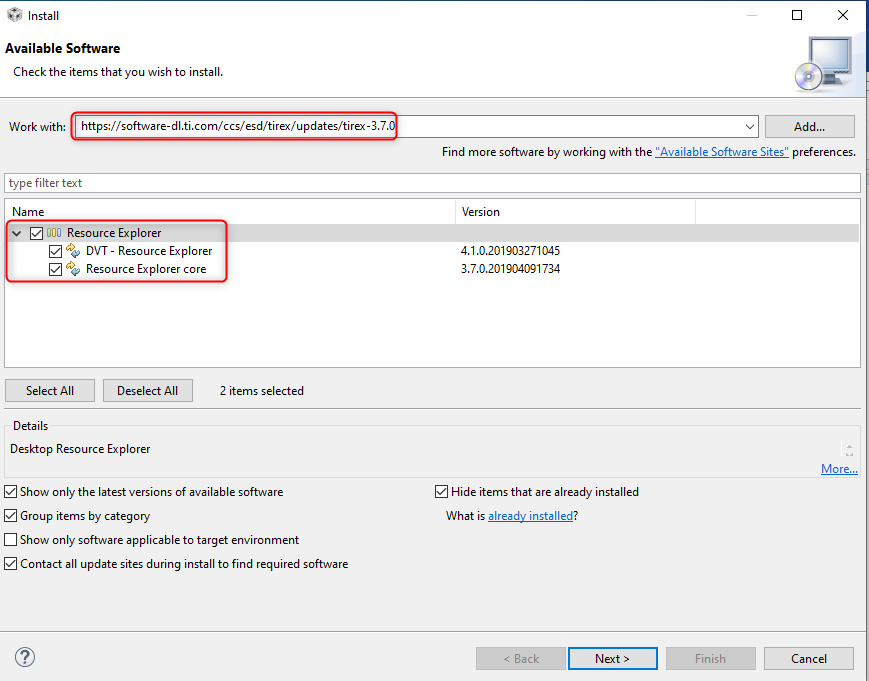 Install
Available Software
Check the items that you wish to install.
Work with: https://software-dl.ti.com/ccs/esd/tirex/updates/tirex-3.7.0 Add...
Find more software by working with the "Available Software Sites" preferences.
type filter text
Name Version
Resource Explorer
DVT - Resource Explorer 4.1.0.201903271045
Resource Explorer core 3.7.0.201904091734
Select All Deselect All 2 items selected
Details
Desktop Resource Explorer
More...
Show only the latest versions of available software Hide items that are already installed
Group items by category What is already installed?
Show only software applicable to target environment
Contact all update sites during install to find required software
? < Back Next > Finish Cancel